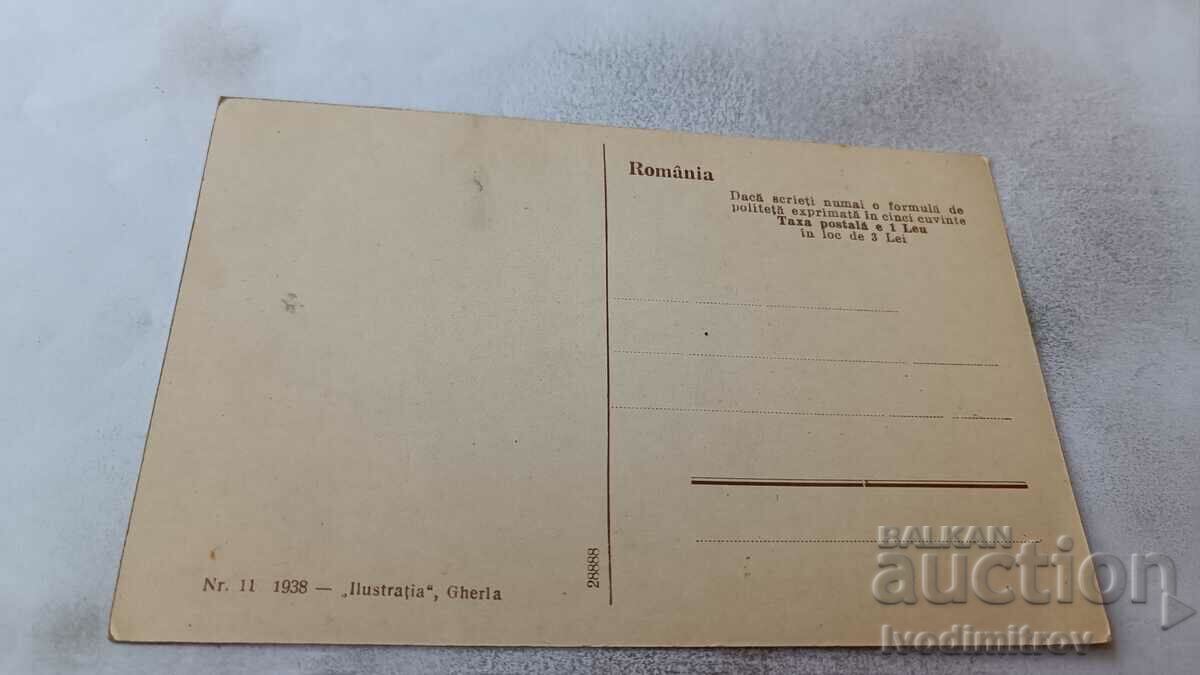 România
Dacă scrieți numai o formulă de
politeță exprimată în cinci cuvinte
Taxa postală e 1 Leu
în loc de 3 Lei
28888
Nr. 11 1938 — „Ilustrația“, Gherla
BALKAN
auction
Ivodimitrov